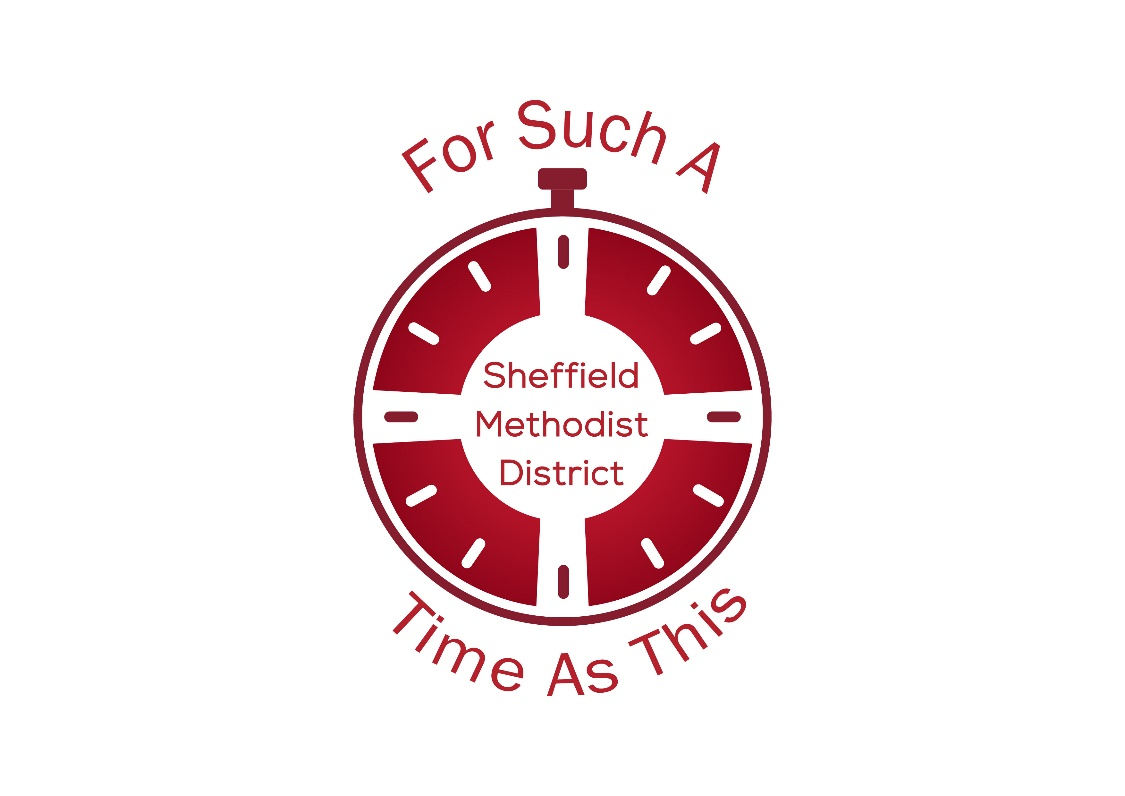 For Such A
Sheffield
Methodist
District
Time As This